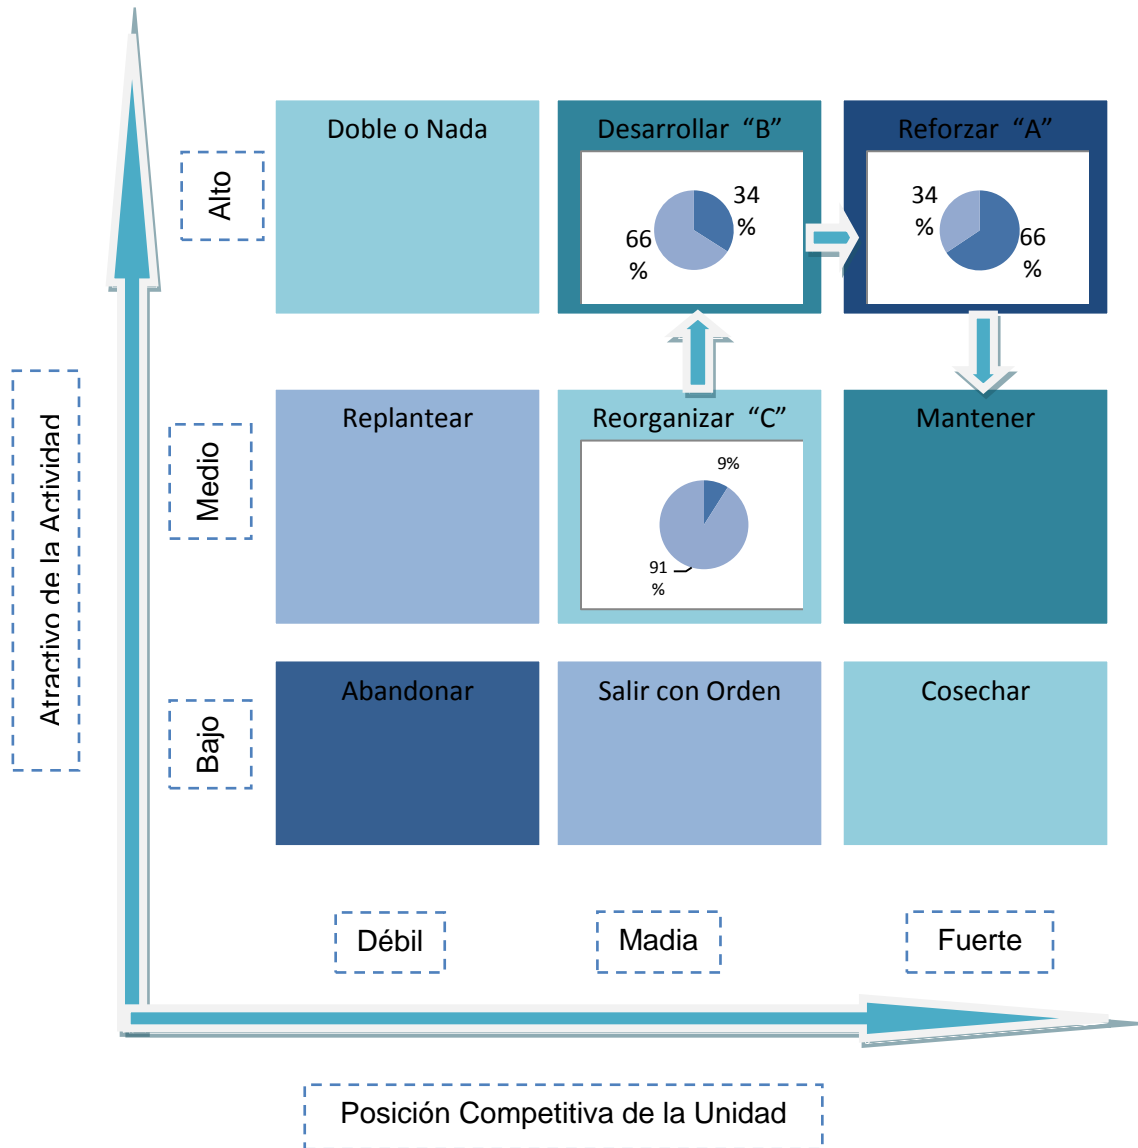 Atractivo de la Actividad
Alto
Doble o Nada
Desarrollar “B”
34
%
66
%
Reforzar “A”
34
%
66
%
Medio
Replantear
Reorganizar “C”
9%
91
%
Mantener
Bajo
Abandonar
Salir con Orden
Cosechar
Débil
Madia
Fuerte
Posición Competitiva de la Unidad